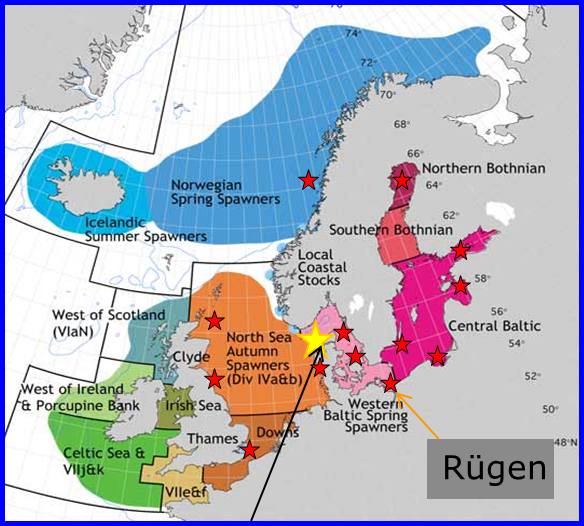 74°
72°
70°
68°
66°
Northern Bothnian
64°
Norwegian
Spring Spawners
62°
Icelandic
Summer Spawners
Southern Bothnian
60°
Local
Coastal
Stocks
58°
West of Scotland
(VIaN)
56°
Central Baltic
North Sea
Autumn
Spawners
(Div IVa&b)
54°
Clyde
52°
West of Ireland
& Porcupine Bank
Irish Sea
Western
Baltic Spring
Spawners
50°
Thames
Downs
48°N
Celtic Sea &
VIIj&k
Rügen
VIIe&f